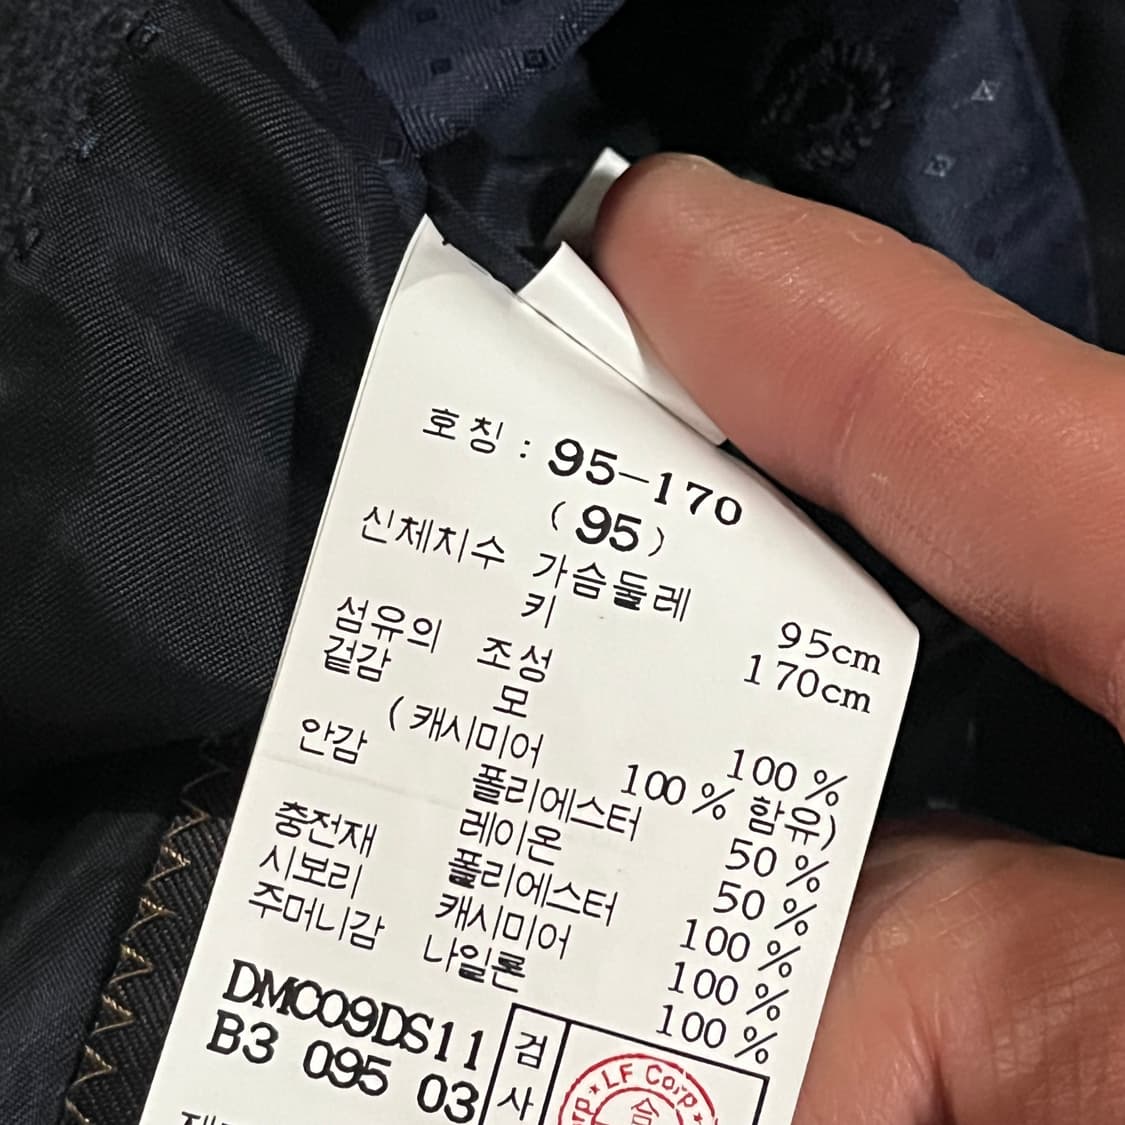 호칭 : 95-170
(95)
신체치수 가슴둘레 95cm
키 170cm
섬유의 조성
겉감 모 100 %
(캐시미어 100 % 함유)
안감 폴리에스터 50 %
레이온 50 %
충전재 폴리에스터 100 %
시보리 캐시미어 100 %
주머니감 나일론 100 %
DMC09DS11
B3 095 03
검
사
LF Corp
合